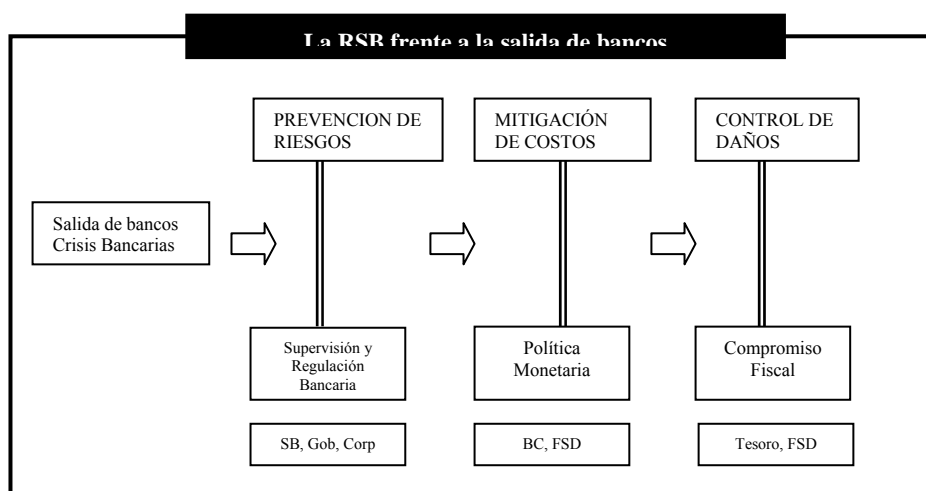 La RSB frente a la salida de bancos
PREVENCION DE
RIESGOS
MITIGACIÓN
DE COSTOS
CONTROL DE
DAÑOS
Salida de bancos
Crisis Bancarias
Supervisión y
Regulación
Bancaria
Política
Monetaria
Compromiso
Fiscal
SB, Gob, Corp
BC, FSD
Tesoro, FSD